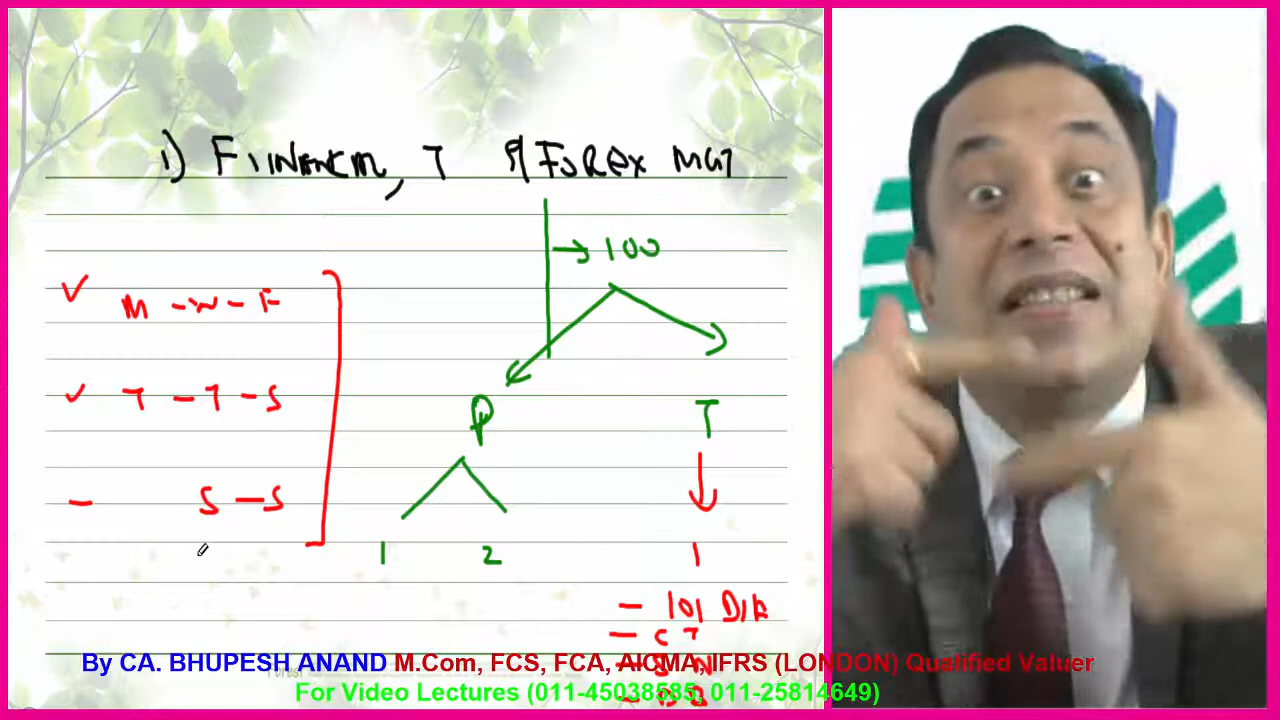 1) FINANCIAL, T & FOREX MGT
→ 100
✓ M - W - F
✓ T - T - S
P T
- S - S
1 2 1
- 101 D/A
- C T
By CA. BHUPESH ANAND M.Com, FCS, FCA, AICMA, IFRS (LONDON) Qualified Valuer
For Video Lectures (011-45038585, 011-25814649)